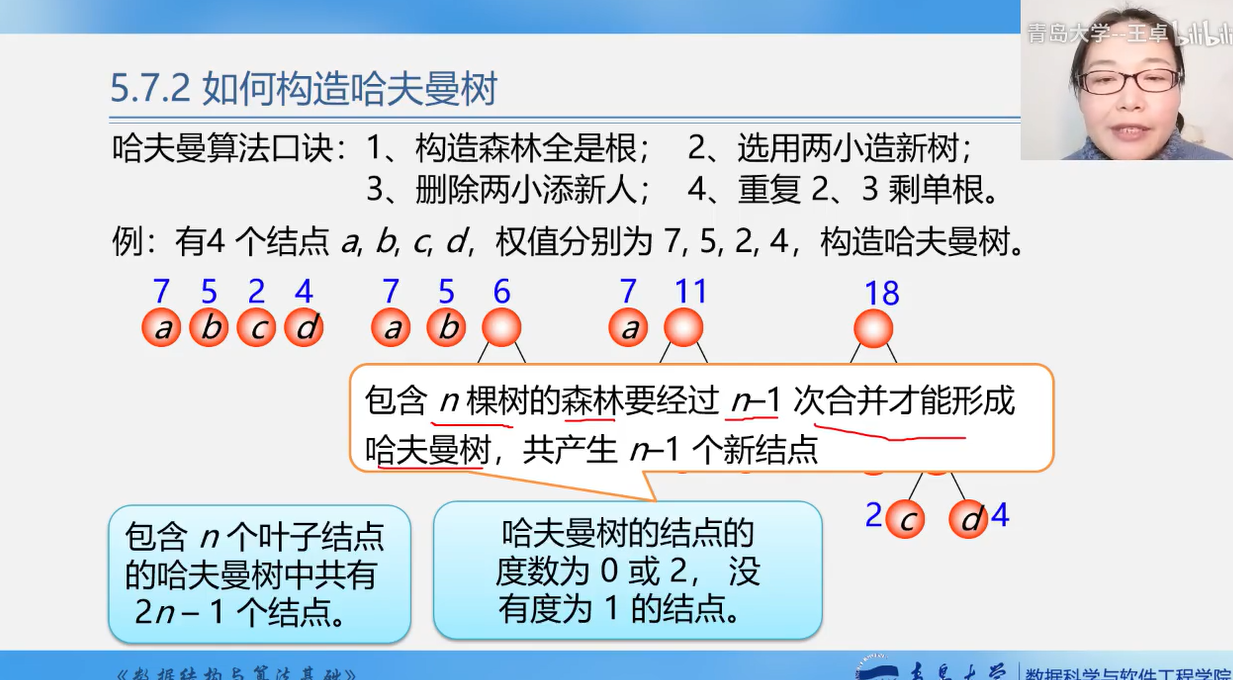 青岛大学--王卓 bilibili
5.7.2 如何构造哈夫曼树
哈夫曼算法口诀：1、构造森林全是根； 2、选用两小造新树；
3、删除两小添新人； 4、重复 2、3 剩单根。
例：有4 个结点 a, b, c, d，权值分别为 7, 5, 2, 4，构造哈夫曼树。
7 5 2 4 7 5 6 7 11 18
a b c d a b a
包含 n 棵树的森林要经过 n–1 次合并才能形成
哈夫曼树，共产生 n–1 个新结点
2 c d 4
包含 n 个叶子结点
的哈夫曼树中共有
2n – 1 个结点。
哈夫曼树的结点的
度数为 0 或 2， 没
有度为 1 的结点。
《数据结构与算法基础》
青岛大学 数据科学与软件工程学院